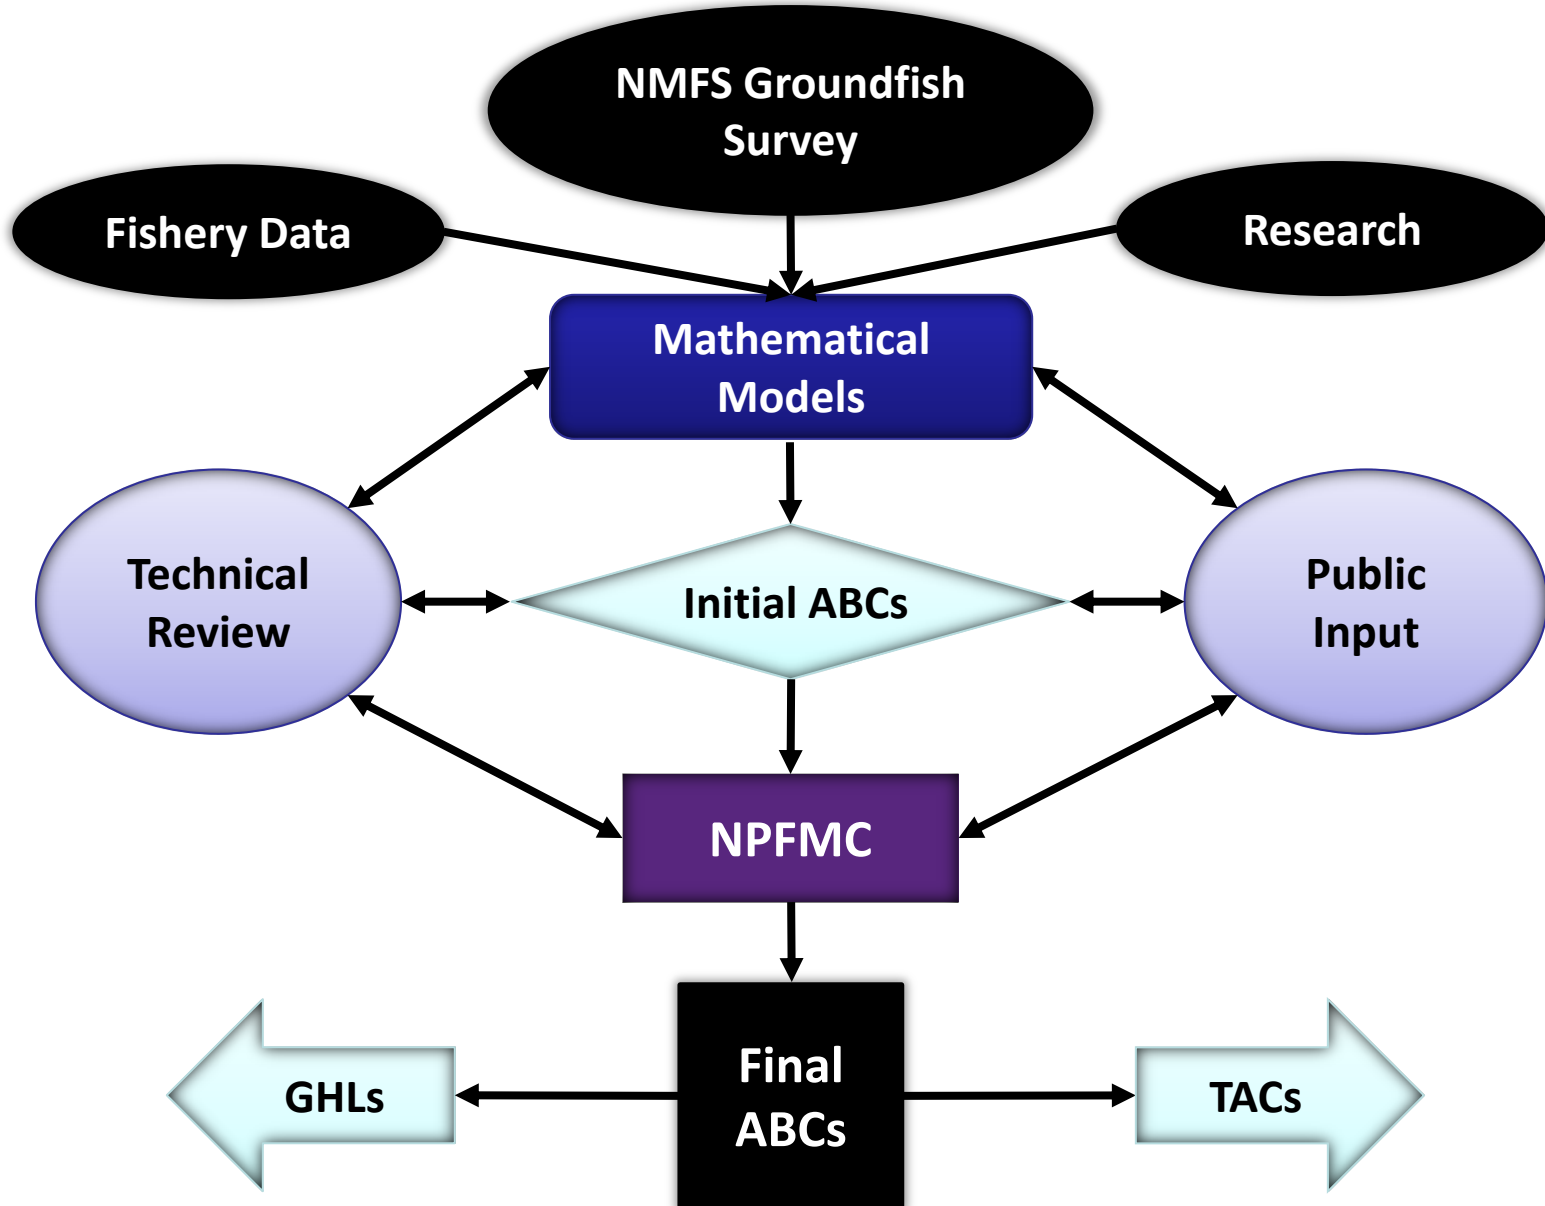 NMFS Groundfish
Survey
Fishery Data
Research
Mathematical
Models
Technical
Review
Initial ABCs
Public
Input
NPFMC
GHLs
Final
ABCs
TACs